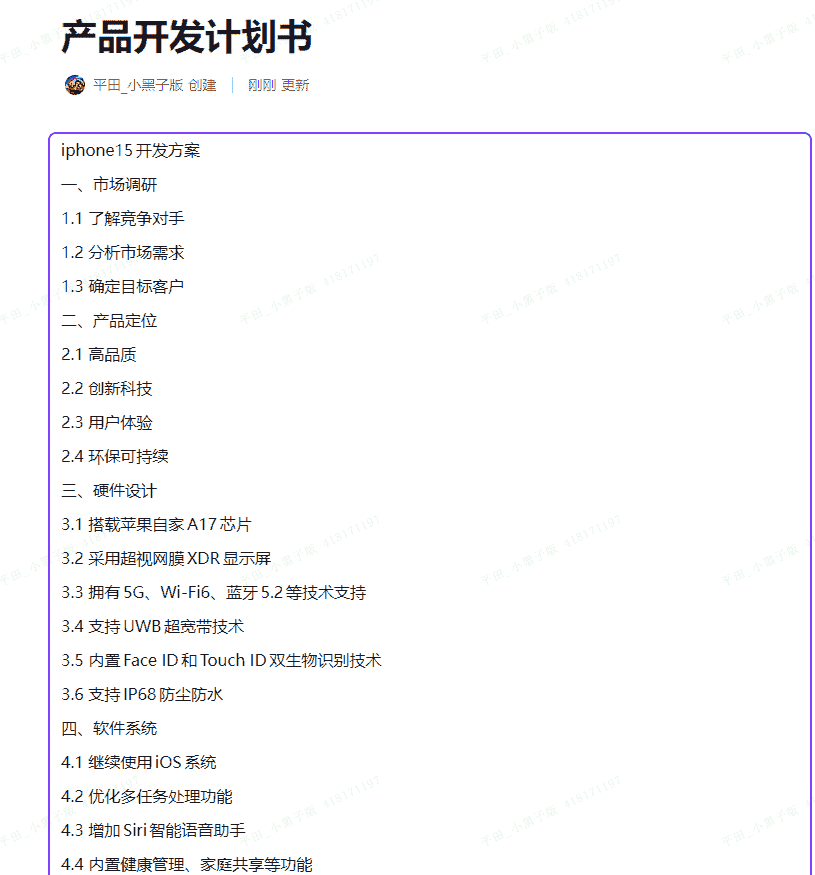 产品开发计划书
平田_小黑子版 创建 | 刚刚 更新
iphone15 开发方案
一、市场调研
1.1 了解竞争对手
1.2 分析市场需求
1.3 确定目标客户
二、产品定位
2.1 高品质
2.2 创新科技
2.3 用户体验
2.4 环保可持续
三、硬件设计
3.1 搭载苹果自家 A17 芯片
3.2 采用超视网膜 XDR 显示屏
3.3 拥有 5G、Wi-Fi6、蓝牙 5.2 等技术支持
3.4 支持 UWB 超宽带技术
3.5 内置 Face ID 和 Touch ID 双生物识别技术
3.6 支持 IP68 防尘防水
四、软件系统
4.1 继续使用 iOS 系统
4.2 优化多任务处理功能
4.3 增加 Siri 智能语音助手
4.4 内置健康管理、家庭共享等功能
平田_小黑子版 418171197